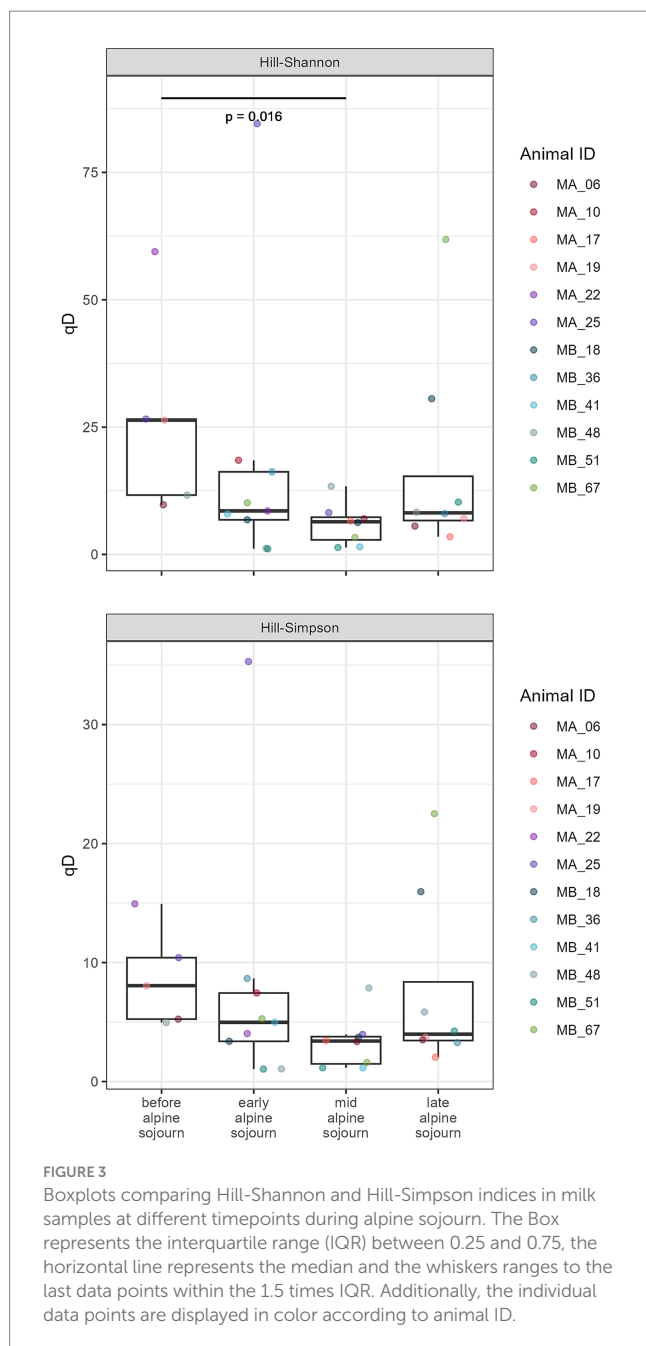 Hill-Shannon
p = 0.016
75
50
25
0
qD
Animal ID
MA_06
MA_10
MA_17
MA_19
MA_22
MA_25
MB_18
MB_36
MB_41
MB_48
MB_51
MB_67
Hill-Simpson
30
20
10
0
qD
before
alpine
sojourn
early
alpine
sojourn
mid
alpine
sojourn
late
alpine
sojourn
Animal ID
MA_06
MA_10
MA_17
MA_19
MA_22
MA_25
MB_18
MB_36
MB_41
MB_48
MB_51
MB_67
FIGURE 3
Boxplots comparing Hill-Shannon and Hill-Simpson indices in milk
samples at different timepoints during alpine sojourn. The Box
represents the interquartile range (IQR) between 0.25 and 0.75, the
horizontal line represents the median and the whiskers ranges to the
last data points within the 1.5 times IQR. Additionally, the individual
data points are displayed in color according to animal ID.